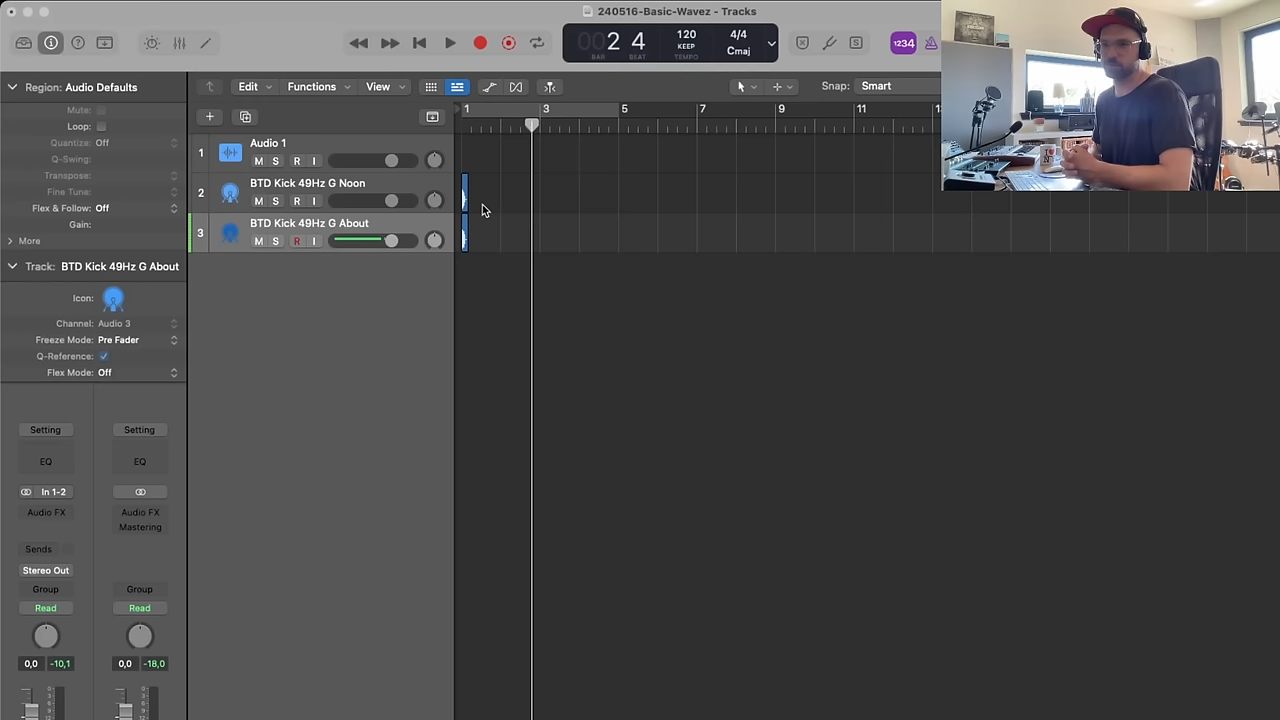 240516-Basic-Wavez - Tracks
002 4
BAR BEAT
120
KEEP
TEMPO
4/4
Cmaj
1234
Region: Audio Defaults
Edit Functions View
Snap: Smart
Mute:
Loop:
Quantize: Off
Q-Swing:
Transpose:
Fine Tune:
Flex & Follow: Off
Gain:
More
1 3 5 7 9 11
1 Audio 1
M S R I
2 BTD Kick 49Hz G Noon
M S R I
3 BTD Kick 49Hz G About
M S R I
Track: BTD Kick 49Hz G About
Icon:
Channel: Audio 3
Freeze Mode: Pre Fader
Q-Reference:
Flex Mode: Off
Setting Setting
EQ EQ
In 1-2
Audio FX Audio FX
Mastering
Sends
Stereo Out
Group Group
Read Read
0,0 -10,1 0,0 -18,0